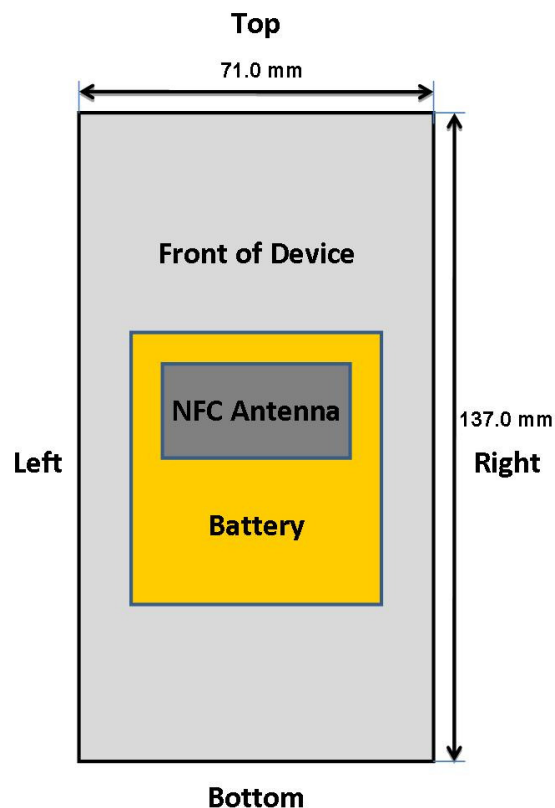 Top
71.0 mm
Front of Device
NFC Antenna
137.0 mm
Left
Right
Battery
Bottom